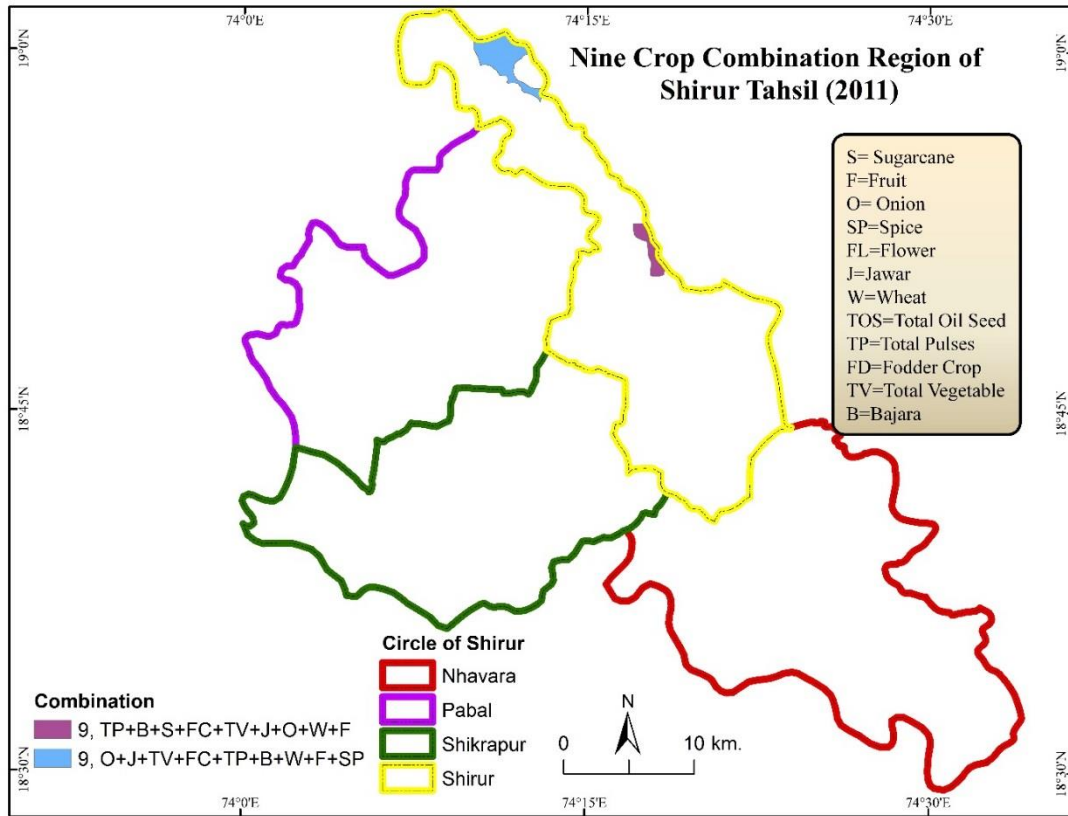 74°0'E
74°15'E
74°30'E
19°0'N
19°0'N
Nine Crop Combination Region of
Shirur Tahsil (2011)
S= Sugarcane
F=Fruit
O= Onion
SP=Spice
FL=Flower
J=Jawar
W=Wheat
TOS=Total Oil Seed
TP=Total Pulses
FD=Fodder Crop
TV=Total Vegetable
B=Bajara
18°45'N
18°45'N
Circle of Shirur
Nhavara
Pabal
Shikrapur
Shirur
Combination
9, TP+B+S+FC+TV+J+O+W+F
9, O+J+TV+FC+TP+B+W+F+SP
N
0
10 km.
18°30'N
18°30'N
74°0'E
74°15'E
74°30'E